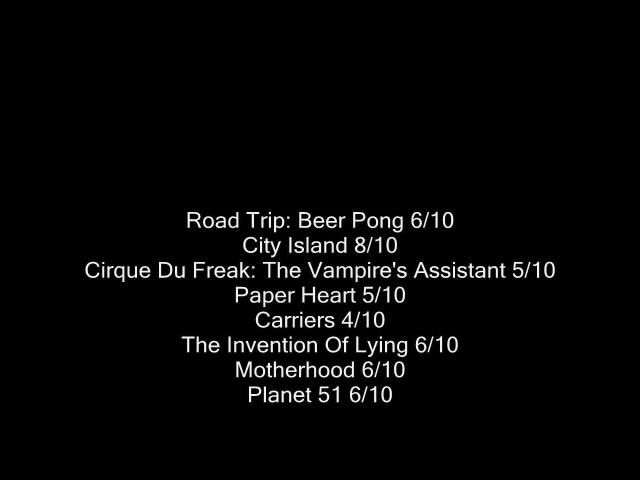 Road Trip: Beer Pong 6/10
City Island 8/10
Cirque Du Freak: The Vampire's Assistant 5/10
Paper Heart 5/10
Carriers 4/10
The Invention Of Lying 6/10
Motherhood 6/10
Planet 51 6/10